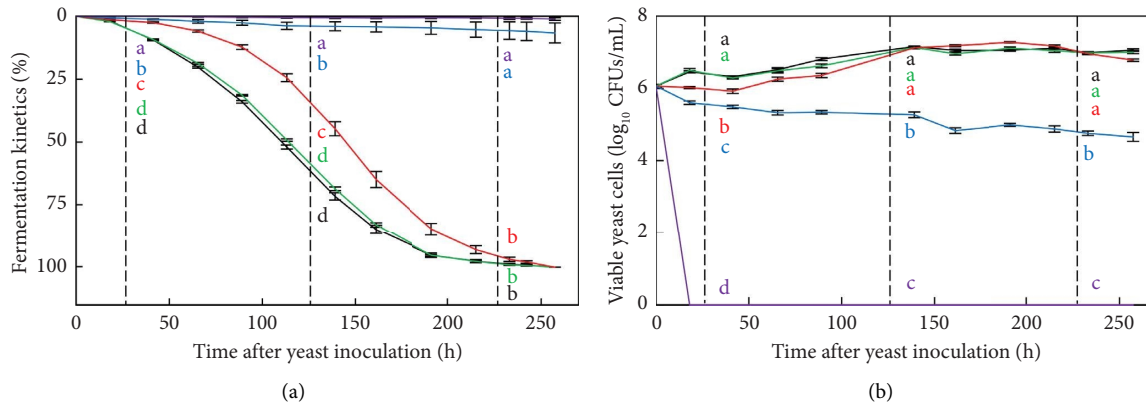 0
25
50
75
100
Fermentation kinetics (%)
0 50 100 150 200 250
Time after yeast inoculation (h)
a
b
c
d
d
a
b
c
d
d
a
a
b
b
b
(a)
8
6
4
2
0
Viable yeast cells (log10 CFUs/mL)
0 50 100 150 200 250
Time after yeast inoculation (h)
a
a
b
c
d
a
a
a
b
c
a
a
a
b
c
(b)